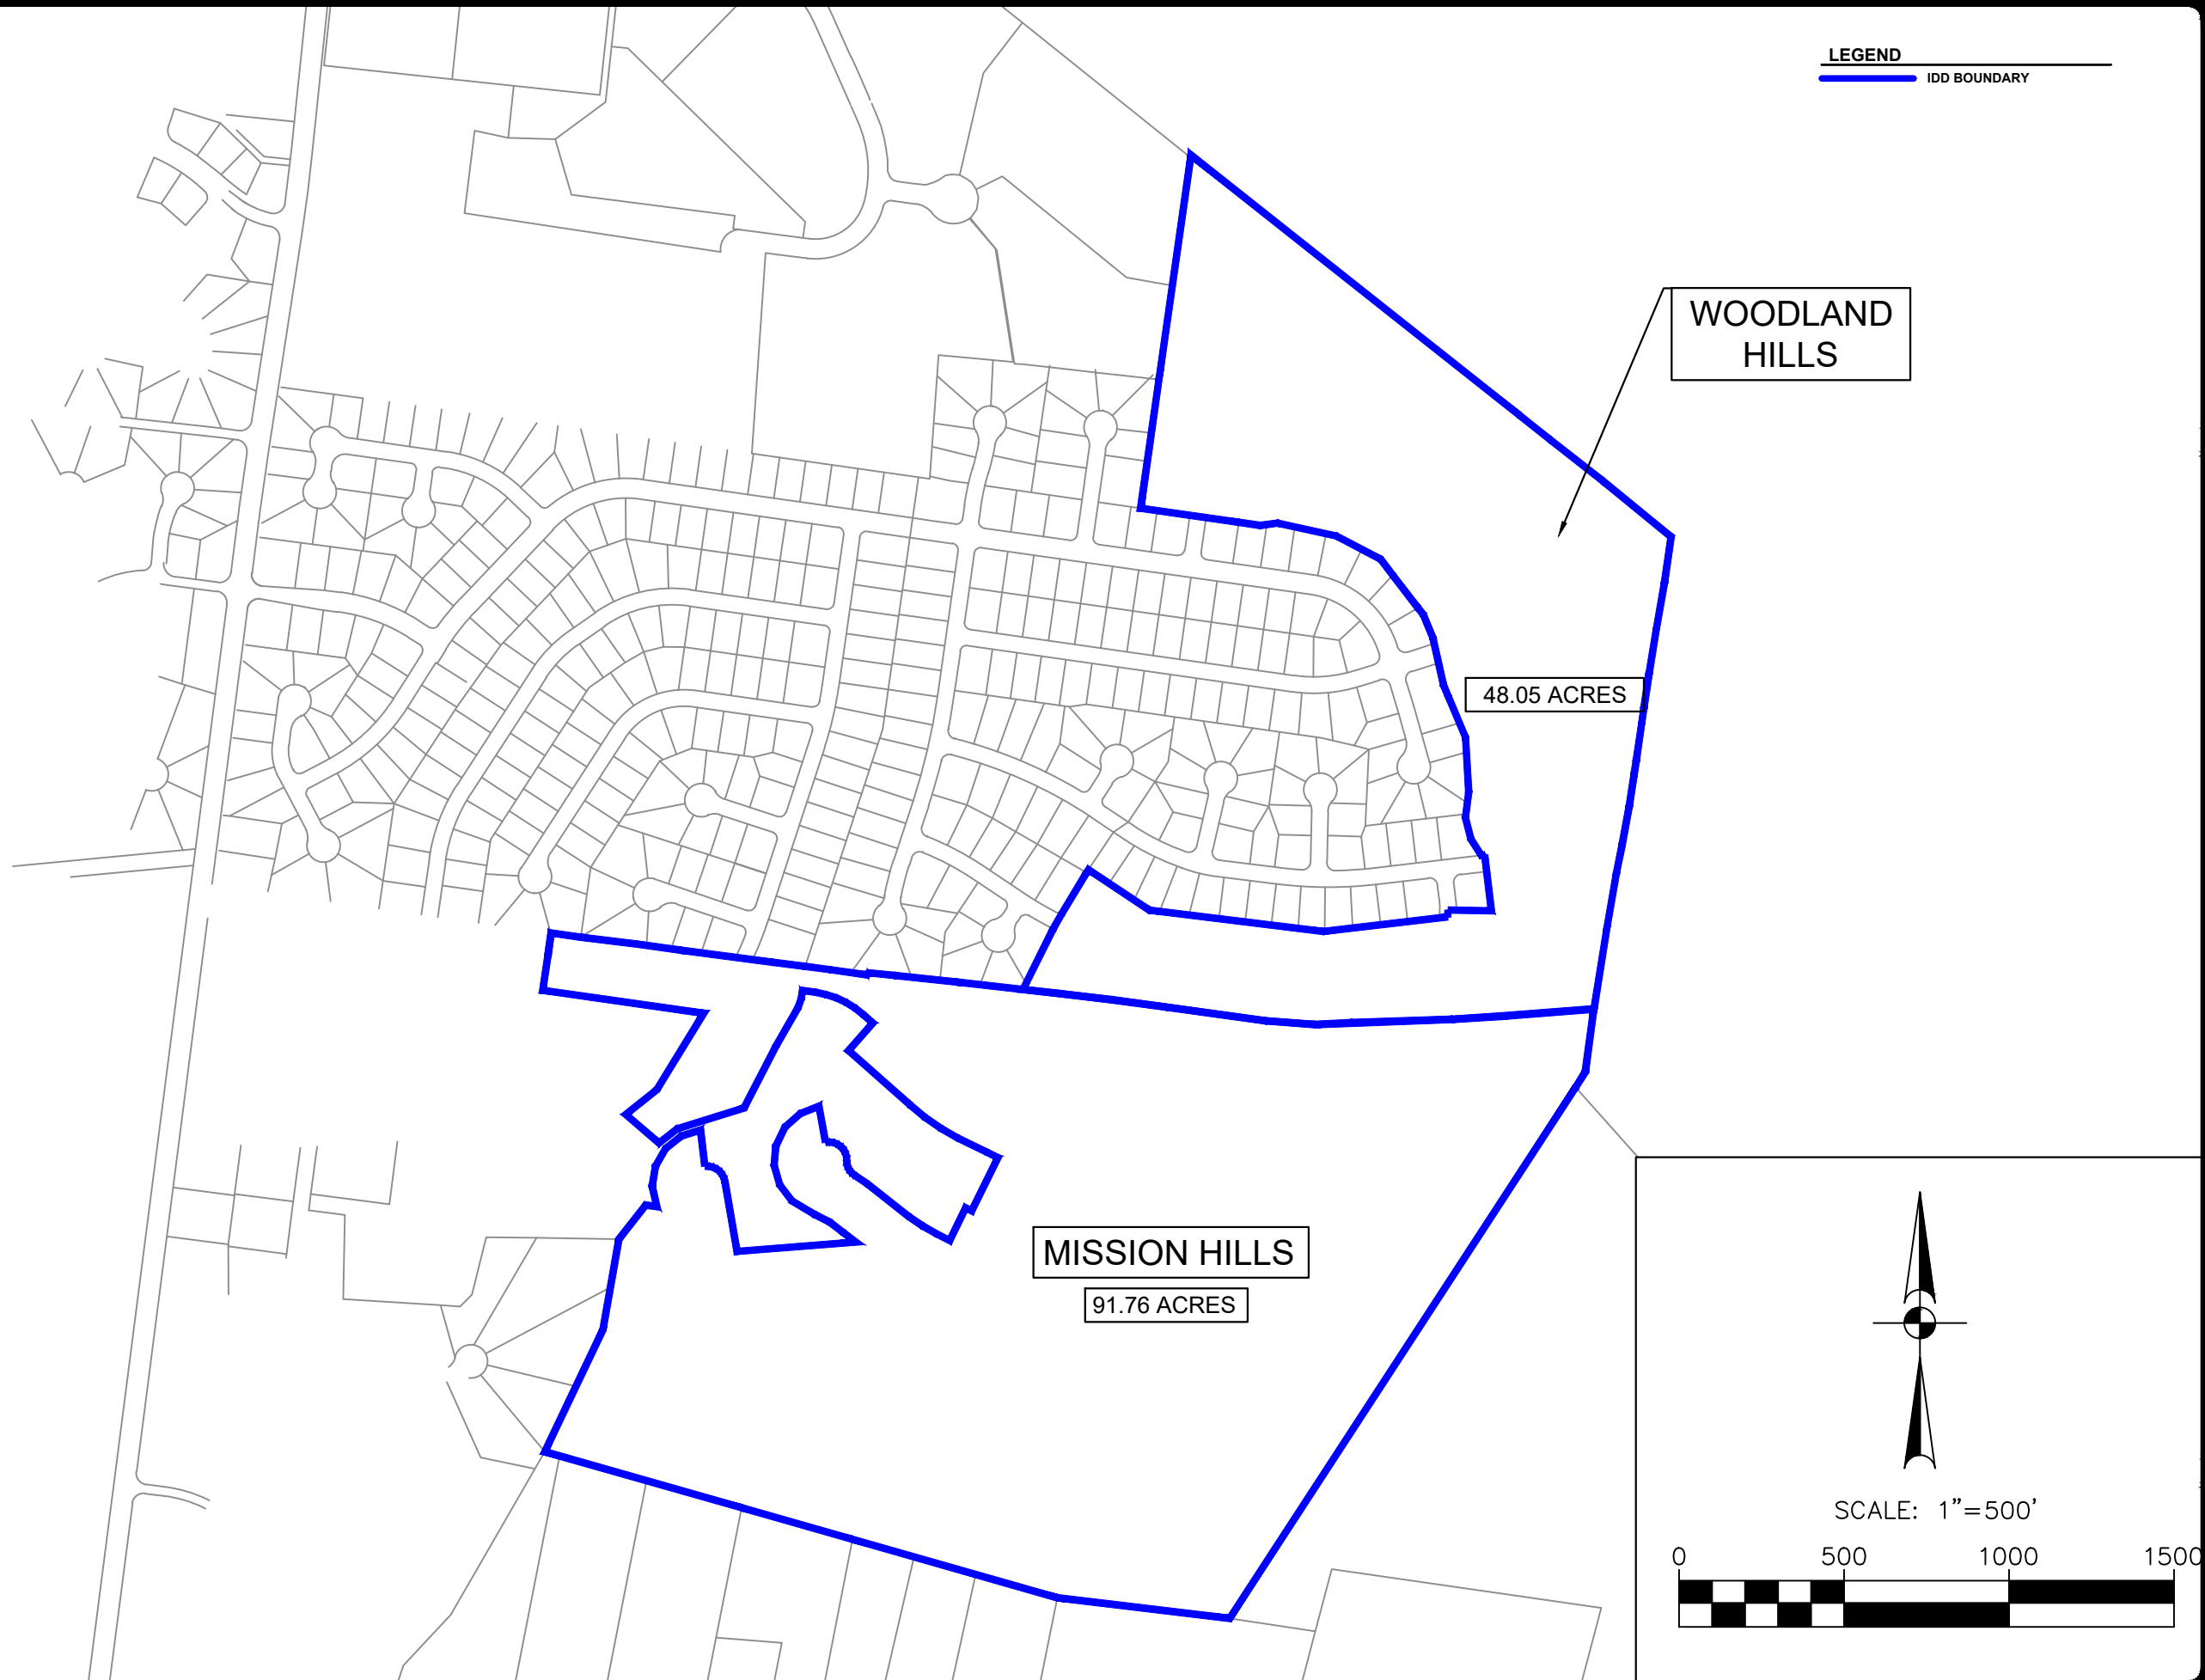 LEGEND
IDD BOUNDARY
WOODLAND
HILLS
48.05 ACRES
MISSION HILLS
91.76 ACRES
SCALE: 1"=500'
0 500 1000 1500